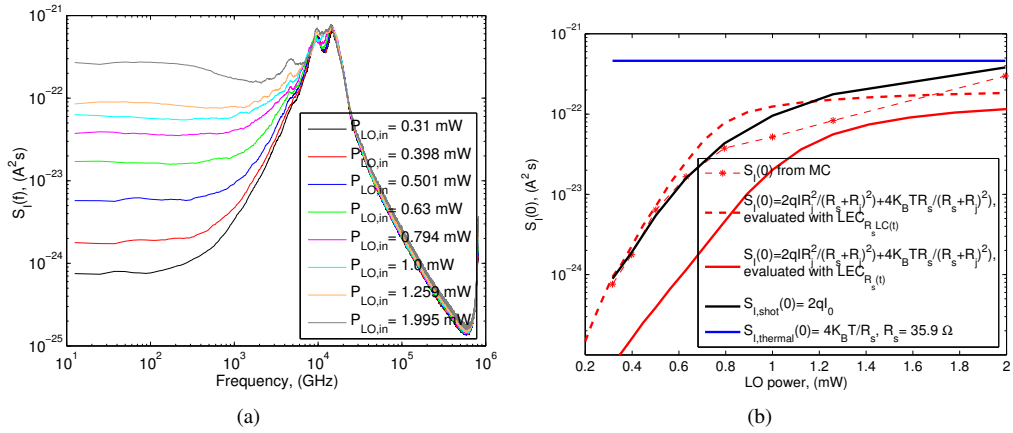 10^-21
10^-22
10^-23
10^-24
10^-25
S_I(f), (A^2 s)
10^1 10^2 10^3 10^4 10^5 10^6
Frequency, (GHz)
P_LO,in = 0.31 mW
P_LO,in = 0.398 mW
P_LO,in = 0.501 mW
P_LO,in = 0.63 mW
P_LO,in = 0.794 mW
P_LO,in = 1.0 mW
P_LO,in = 1.259 mW
P_LO,in = 1.995 mW
(a)
10^-21
10^-22
10^-23
10^-24
S_I(0), (A^2 s)
0.2 0.4 0.6 0.8 1.0 1.2 1.4 1.6 1.8 2
LO power, (mW)
S_I(0) from MC
S_I(0)=2qIR_j^2/(R_s+R_j)^2)+4K_BTR_s/(R_s+R_j)^2),
evaluated with LEC_R_sLC(t)
S_I(0)=2qIR_j^2/(R_s+R_j)^2)+4K_BTR_s/(R_s+R_j)^2),
evaluated with LEC_R_s(t)
S_I,shot(0)= 2qI_0
S_I,thermal(0)= 4K_BT/R_s, R_s= 35.9 Ω
(b)